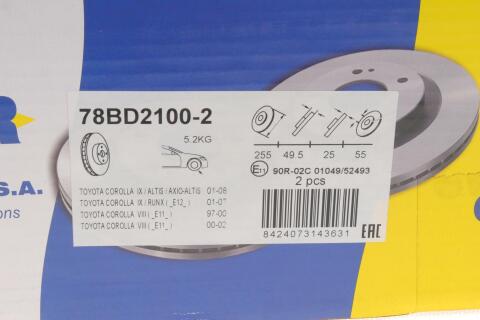 78BD2100-2
5.2KG
255 49.5 25 55
E11 90R-02C 01049/52493
2 pcs
TOYOTA COROLLA IX /ALTIS /AXIO-ALTIS 01-08
TOYOTA COROLLA IX /RUNX (_E12_) 01-07
TOYOTA COROLLA VIII (_E11_) 97-00
TOYOTA COROLLA VIII (_E11_) 00-02
8424073143631
EAC
R
S.A.
ions